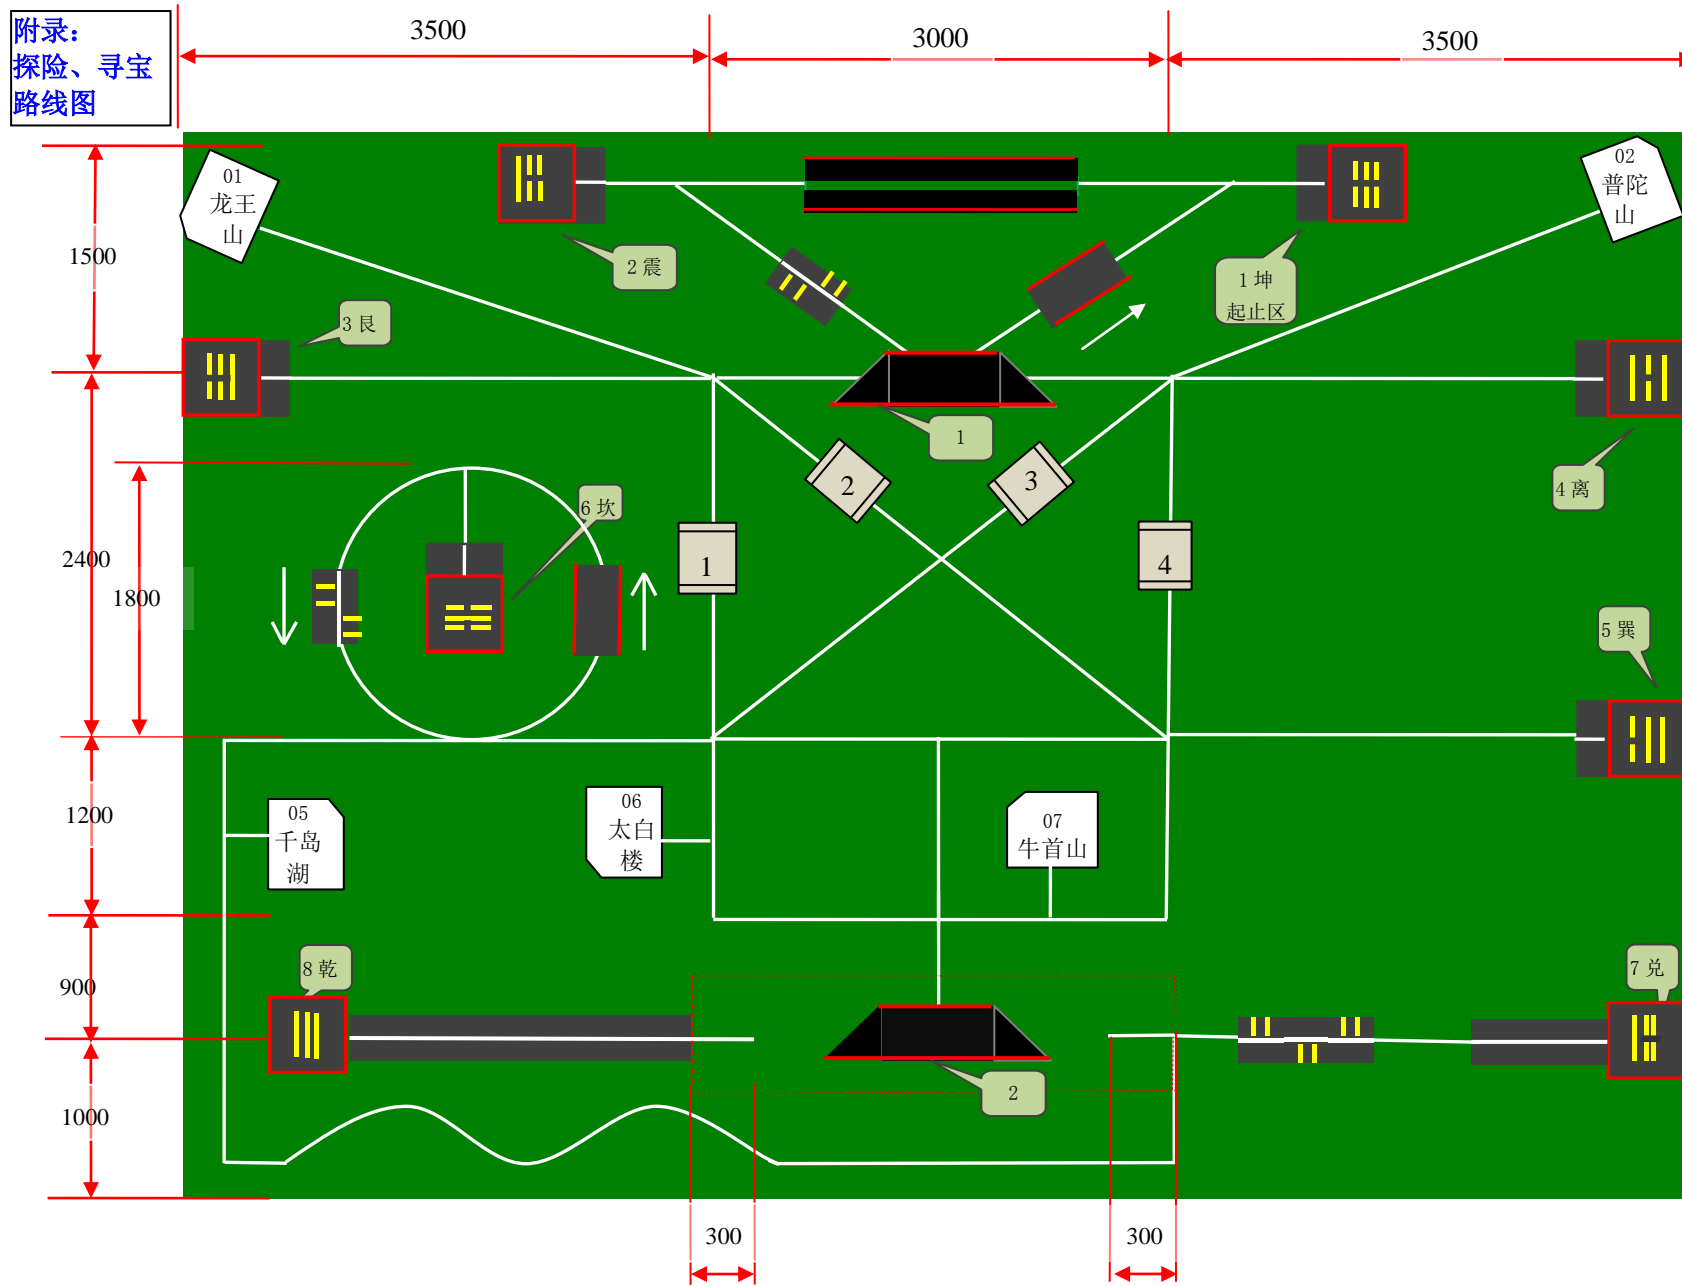 附录：
探险、寻宝
路线图
3500
3000
3500
01
龙王
山
02
普陀
山
2 震
1 坤
起止区
1500
3 艮
1
4 离
2
3
6 坎
1
4
2400
1800
5 巽
1200
05
千岛
湖
06
太白
楼
07
牛首山
8 乾
7 兑
900
2
1000
300
300